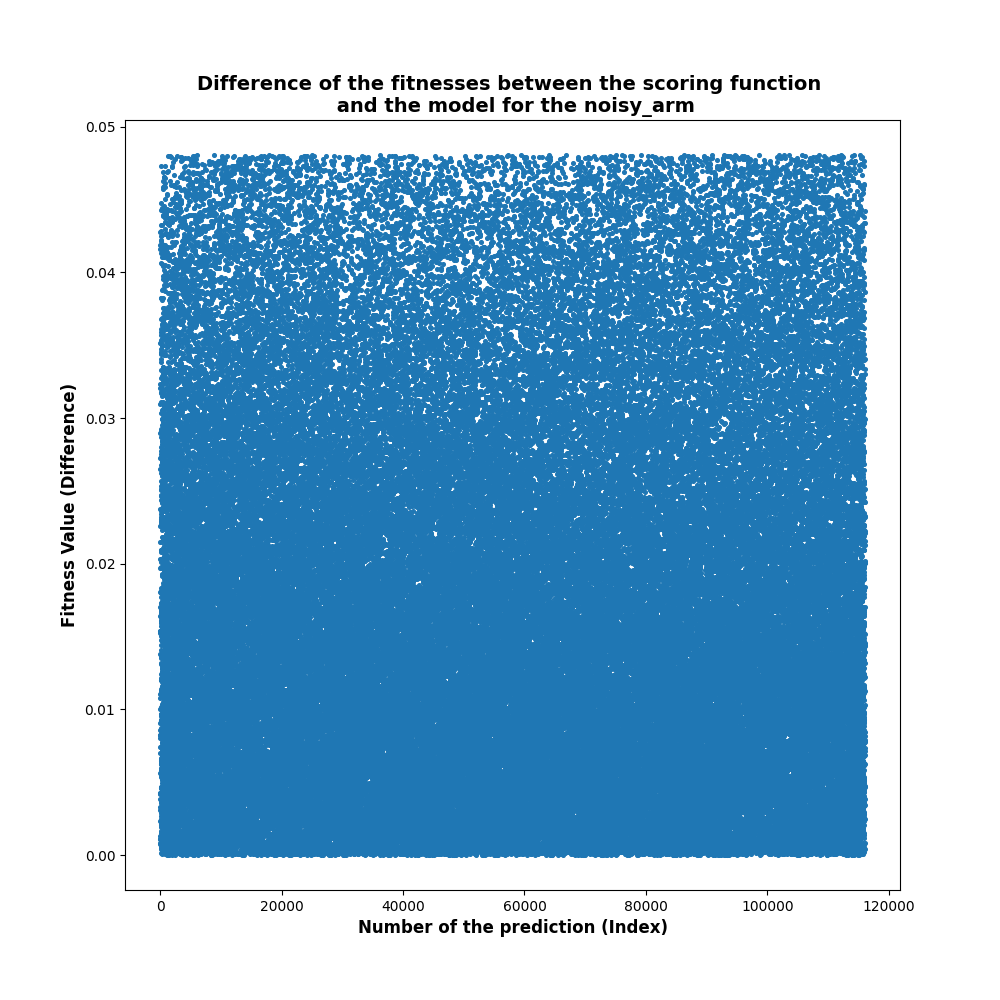 Difference of the fitnesses between the scoring function
and the model for the noisy_arm
0.05
0.04
0.03
0.02
0.01
0.00
Fitness Value (Difference)
0 20000 40000 60000 80000 100000 120000
Number of the prediction (Index)